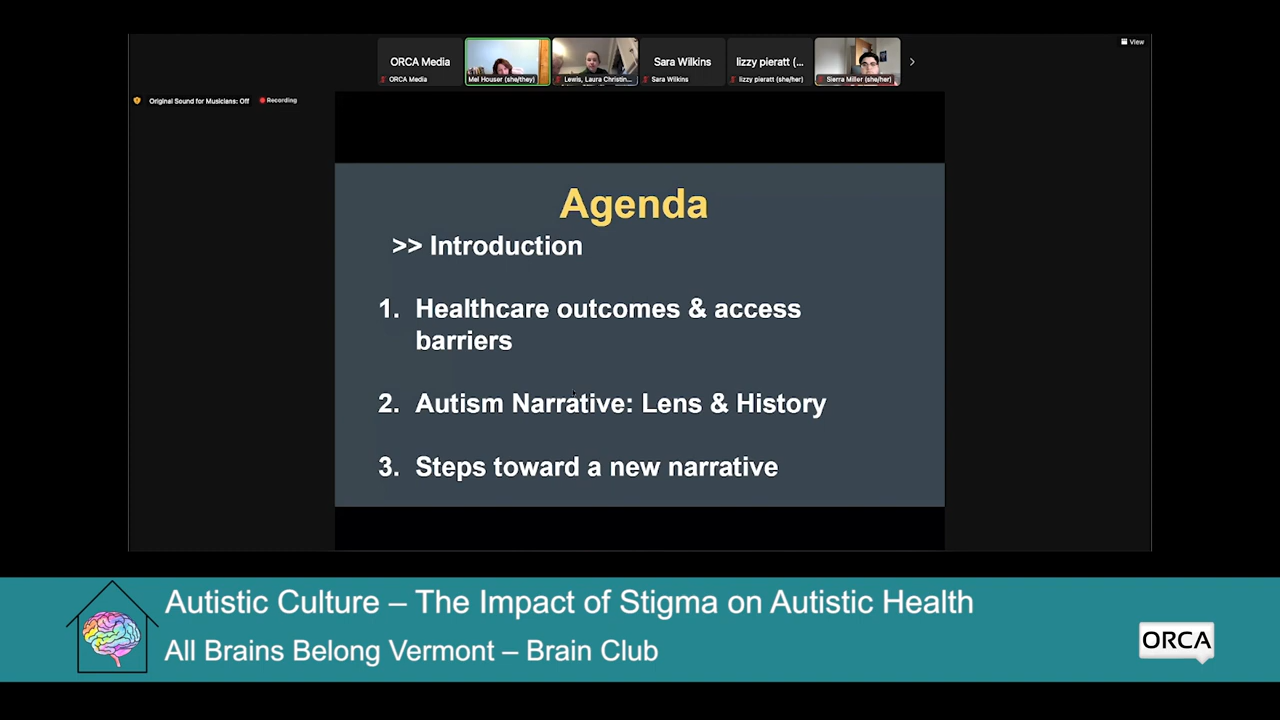 View
ORCA Media
Sara Wilkins
lizzy pieratt (...
ORCA Media
Mel Houser (she/they)
Lewis, Laura Christin...
Sara Wilkins
lizzy pieratt (she/her)
Sierra Miller (she/her)
Original Sound for Musicians: Off
Recording
Agenda
>> Introduction
1. Healthcare outcomes & access
barriers
2. Autism Narrative: Lens & History
3. Steps toward a new narrative
Autistic Culture – The Impact of Stigma on Autistic Health
All Brains Belong Vermont – Brain Club
ORCA